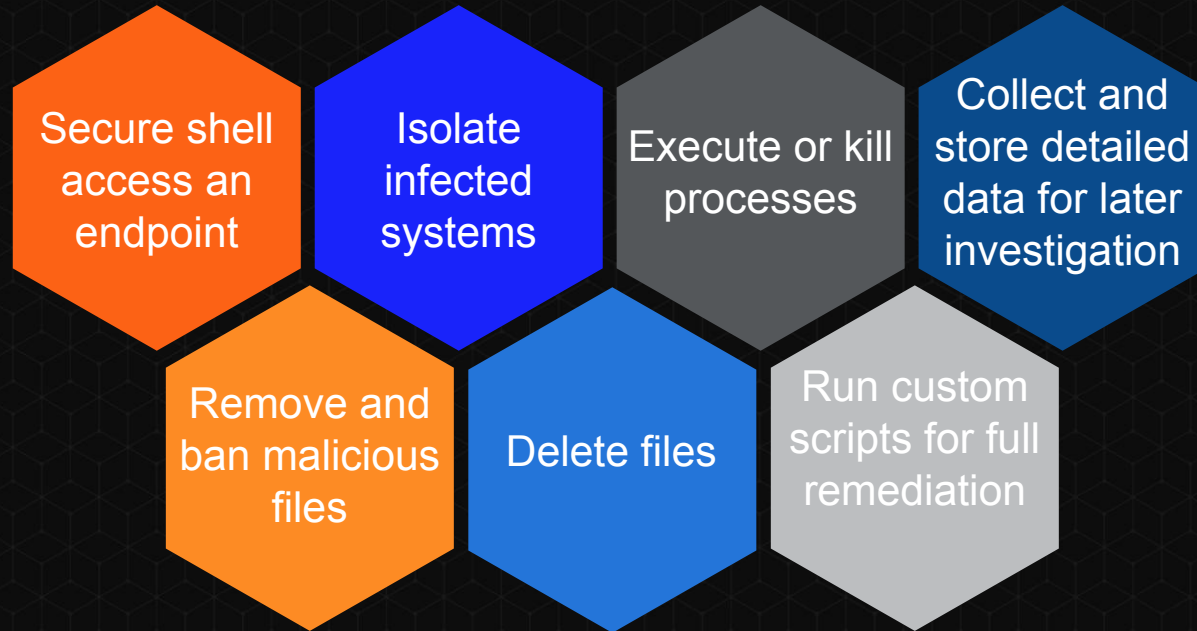 Secure shell
access an
endpoint
Isolate
infected
systems
Execute or kill
processes
Collect and
store detailed
data for later
investigation
Remove and
ban malicious
files
Delete files
Run custom
scripts for full
remediation